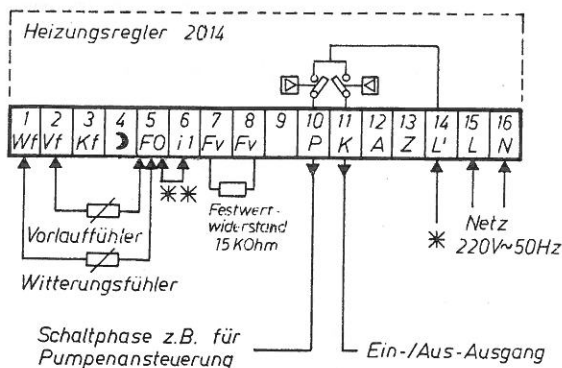 Heizungsregler 2014
1 2 3 4 5 6 7 8 9 10 11 12 13 14 15 16
Wf Vf Kf FO i1 Fv Fv P K A Z L' L N
Vorlauffühler
Witterungsfühler
Festwert-
widerstand
15 KOhm
Netz
220V~50Hz
Schaltphase z.B. für
Pumpenansteuerung
Ein-/Aus-Ausgang